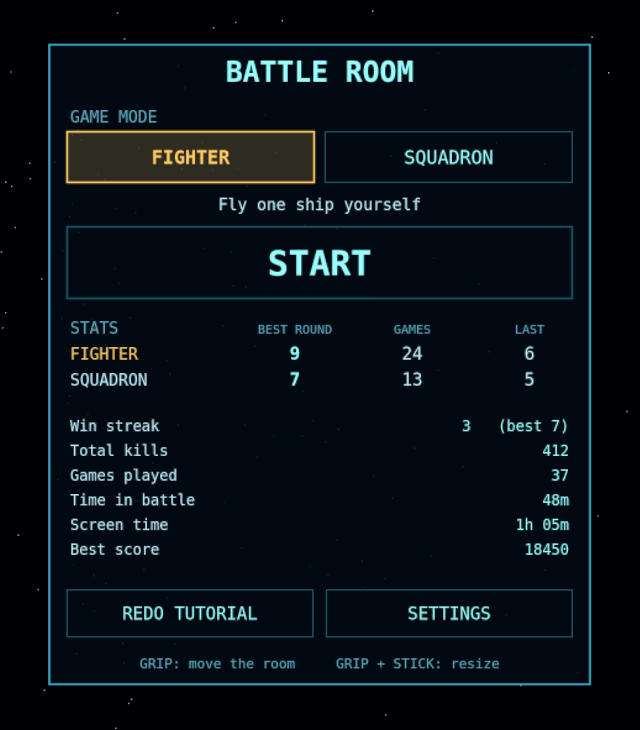 BATTLE ROOM
GAME MODE
FIGHTER SQUADRON
Fly one ship yourself
START
STATS BEST ROUND GAMES LAST
FIGHTER 9 24 6
SQUADRON 7 13 5
Win streak 3 (best 7)
Total kills 412
Games played 37
Time in battle 48m
Screen time 1h 05m
Best score 18450
REDO TUTORIAL SETTINGS
GRIP: move the room GRIP + STICK: resize